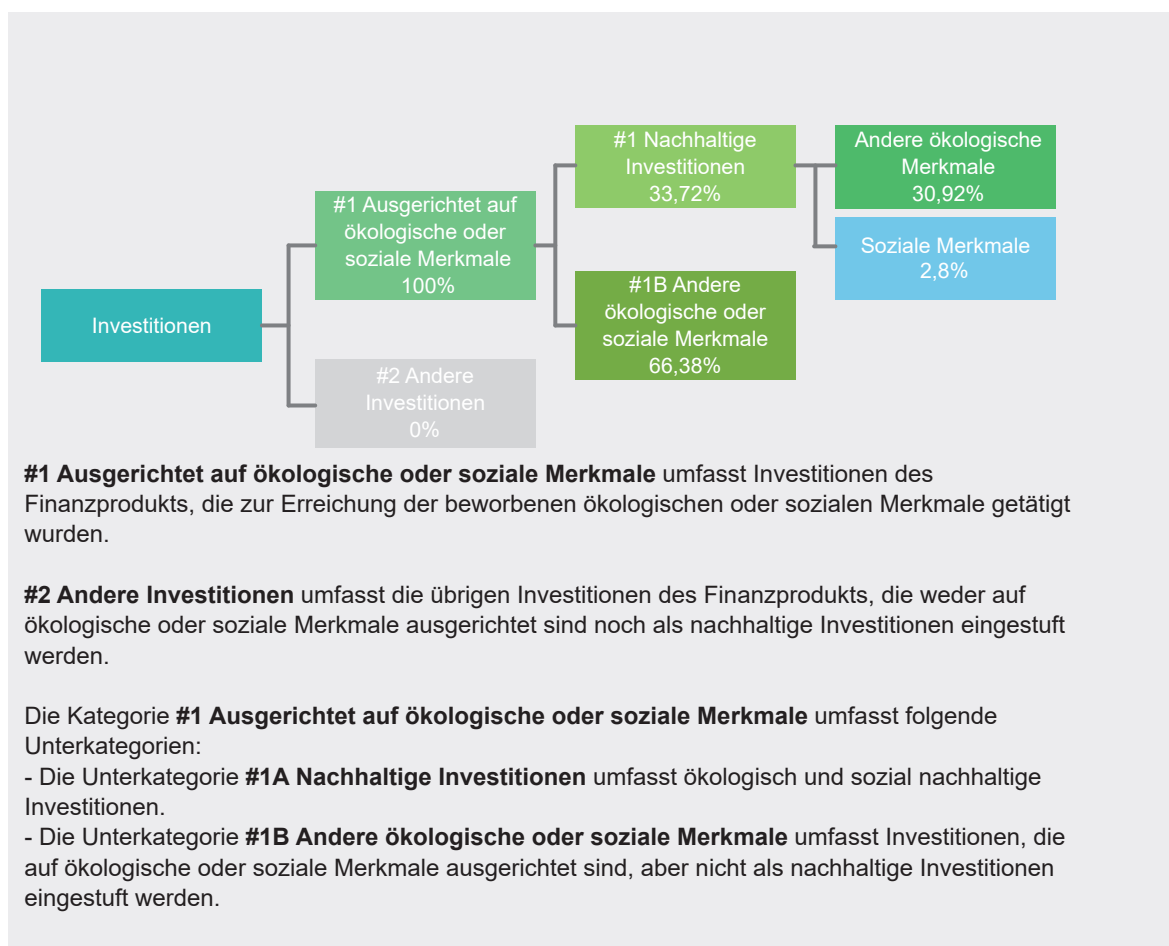 Investitionen
#1 Ausgerichtet auf
ökologische oder
soziale Merkmale
100%
#2 Andere
Investitionen
0%
#1 Nachhaltige
Investitionen
33,72%
#1B Andere
ökologische oder
soziale Merkmale
66,38%
Andere ökologische
Merkmale
30,92%
Soziale Merkmale
2,8%
#1 Ausgerichtet auf ökologische oder soziale Merkmale umfasst Investitionen des
Finanzprodukts, die zur Erreichung der beworbenen ökologischen oder sozialen Merkmale getätigt
wurden.
#2 Andere Investitionen umfasst die übrigen Investitionen des Finanzprodukts, die weder auf
ökologische oder soziale Merkmale ausgerichtet sind noch als nachhaltige Investitionen eingestuft
werden.
Die Kategorie #1 Ausgerichtet auf ökologische oder soziale Merkmale umfasst folgende
Unterkategorien:
- Die Unterkategorie #1A Nachhaltige Investitionen umfasst ökologisch und sozial nachhaltige
Investitionen.
- Die Unterkategorie #1B Andere ökologische oder soziale Merkmale umfasst Investitionen, die
auf ökologische oder soziale Merkmale ausgerichtet sind, aber nicht als nachhaltige Investitionen
eingestuft werden.